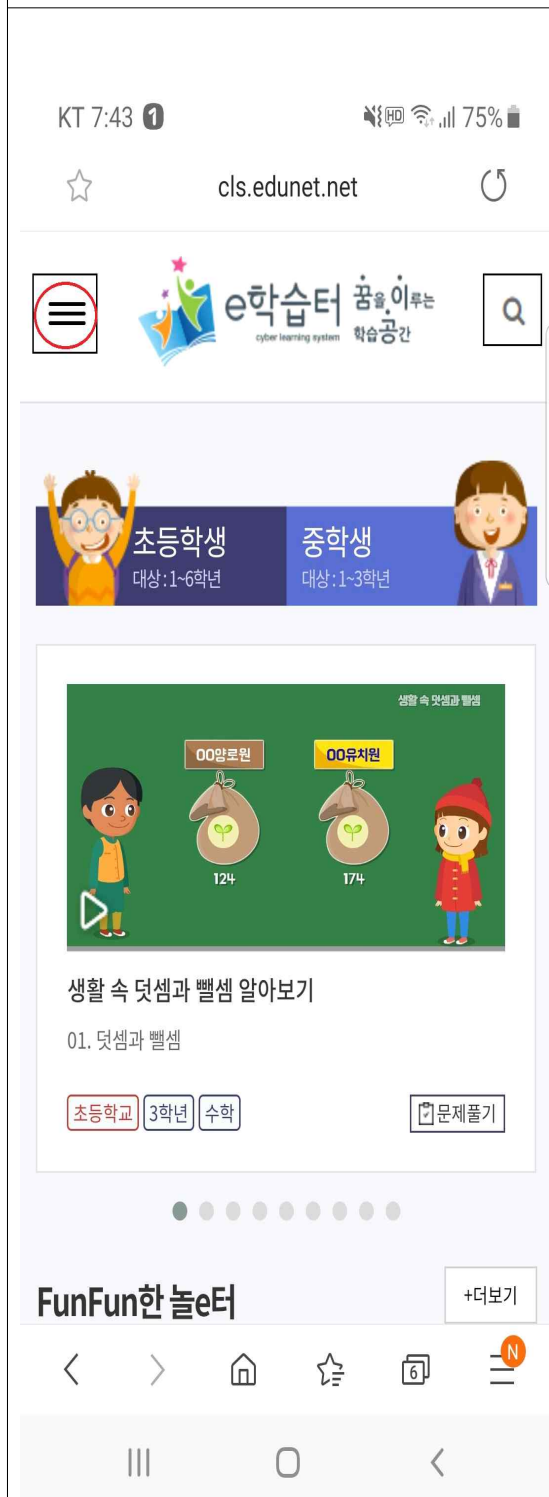 KT 7:43 1 HD 75%
cls.edunet.net
e학습터 꿈을 이루는
cyber learning system 학습공간
초등학생 중학생
대상:1~6학년 대상:1~3학년
생활 속 덧셈과 뺄셈
OO양로원 OO유치원
124 174
생활 속 덧셈과 뺄셈 알아보기
01. 덧셈과 뺄셈
초등학교 3학년 수학 문제풀기
FunFun한 놀e터 +더보기
6 N